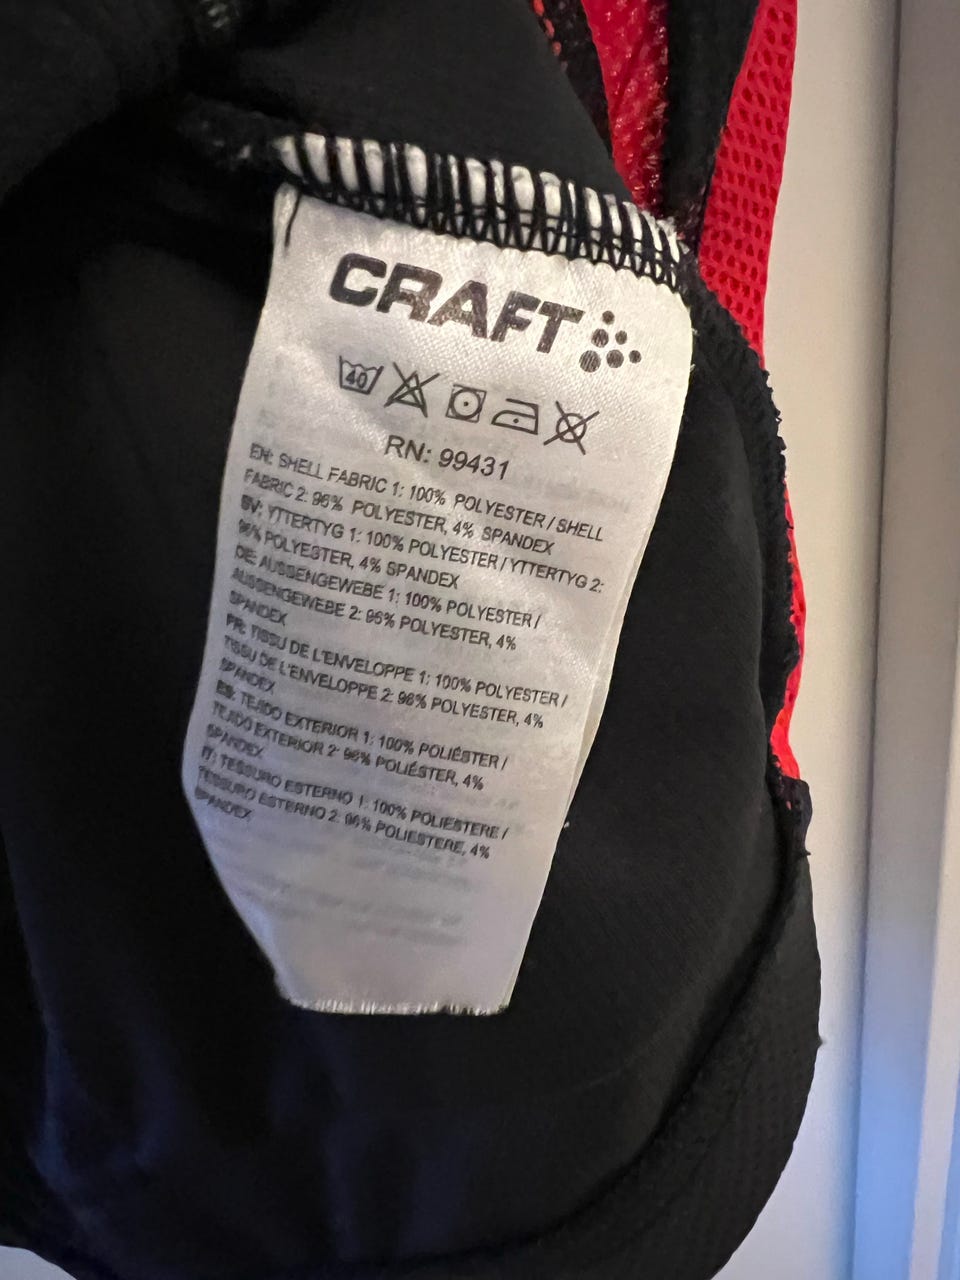 CRAFT
40
RN: 99431
EN: SHELL FABRIC 1: 100% POLYESTER / SHELL
FABRIC 2: 96% POLYESTER, 4% SPANDEX
SV: YTTERTYG 1: 100% POLYESTER / YTTERTYG 2:
96% POLYESTER, 4% SPANDEX
DE: AUSSENGEWEBE 1: 100% POLYESTER /
AUSSENGEWEBE 2: 96% POLYESTER, 4%
SPANDEX
FR: TISSU DE L'ENVELOPPE 1: 100% POLYESTER /
TISSU DE L'ENVELOPPE 2: 96% POLYESTER, 4%
SPANDEX
ES: TEJIDO EXTERIOR 1: 100% POLIÉSTER /
TEJIDO EXTERIOR 2: 96% POLIÉSTER, 4%
SPANDEX
IT: TESSURO ESTERNO 1: 100% POLIESTERE /
TESSURO ESTERNO 2: 96% POLIESTERE, 4%
SPANDEX